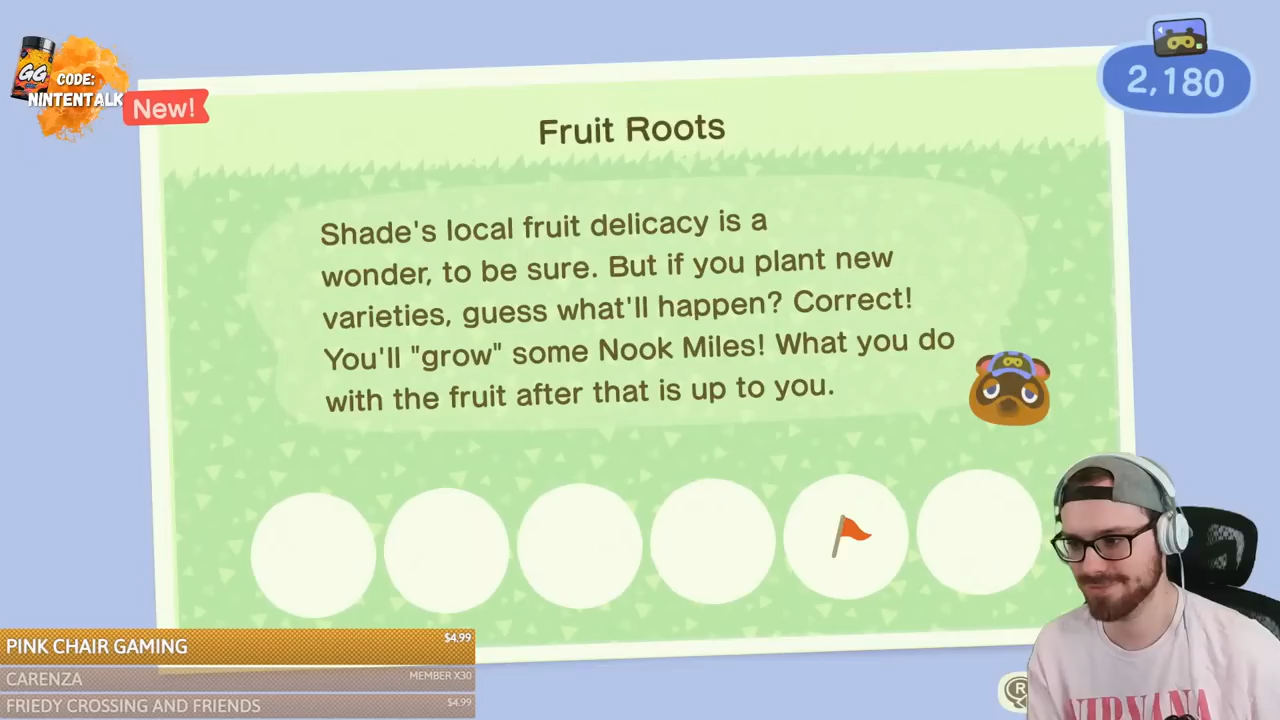 GG
CODE:
NINTENTALK
New!
2,180
Fruit Roots
Shade's local fruit delicacy is a
wonder, to be sure. But if you plant new
varieties, guess what'll happen? Correct!
You'll "grow" some Nook Miles! What you do
with the fruit after that is up to you.
PINK CHAIR GAMING $4.99
CARENZA MEMBER X30
FRIEDY CROSSING AND FRIENDS $4.99
R
NIRVANA